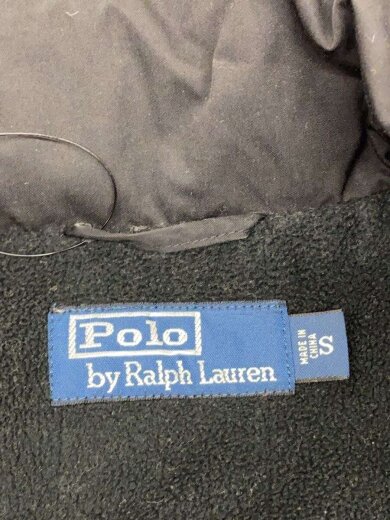 Polo
by Ralph Lauren
MADE IN
CHINA
S